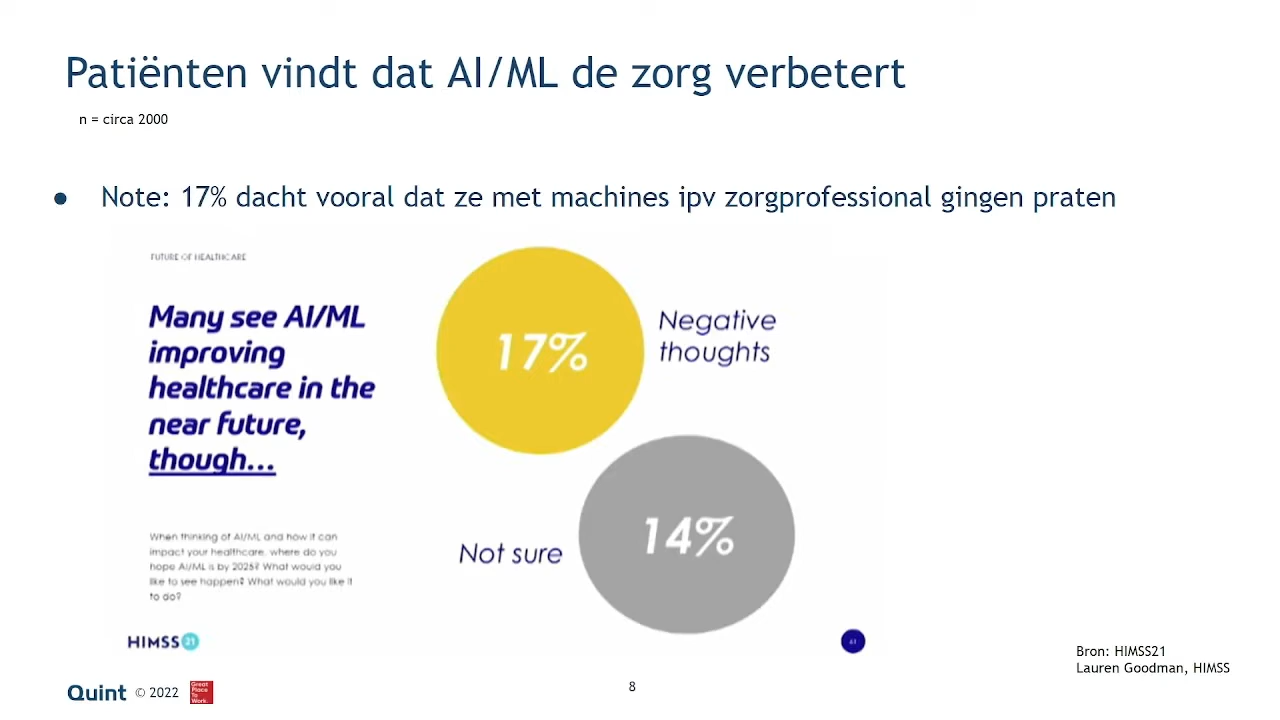 Patiënten vindt dat AI/ML de zorg verbetert
n = circa 2000
● Note: 17% dacht vooral dat ze met machines ipv zorgprofessional gingen praten
FUTURE OF HEALTHCARE
Many see AI/ML
improving
healthcare in the
near future,
though...
17%
Negative
thoughts
Not sure
14%
When thinking of AI/ML and how it can
impact your healthcare, where do you
hope AI/ML is by 2025? What would you
like to see happen? What would you like it
to do?
HIMSS 21
Bron: HIMSS21
Lauren Goodman, HIMSS
Quint © 2022
Great
Place
To
Work.
8